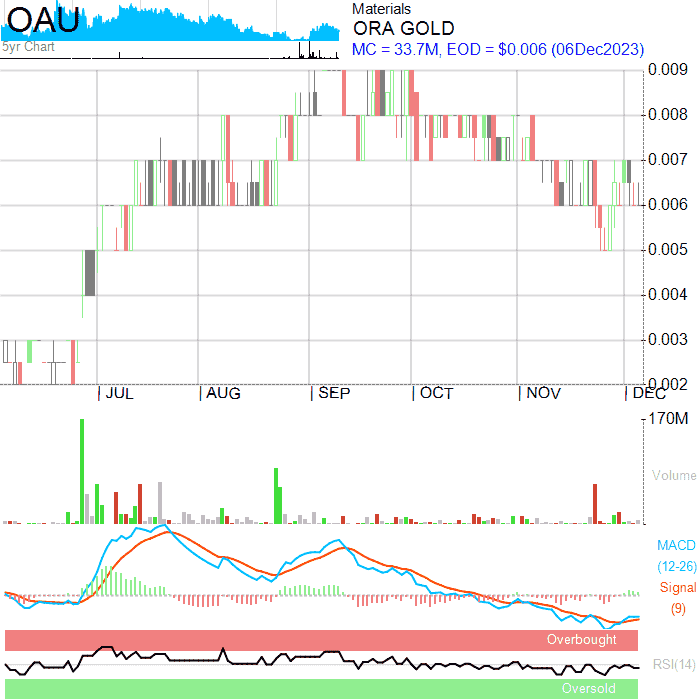 OAU
Materials
ORA GOLD
5yr Chart
MC = 33.7M, EOD = $0.006 (06Dec2023)
0.009
0.008
0.007
0.006
0.005
0.004
0.003
0.002
JUL AUG SEP OCT NOV DEC
170M
Volume
MACD
(12-26)
Signal
(9)
Overbought
RSI(14)
Oversold